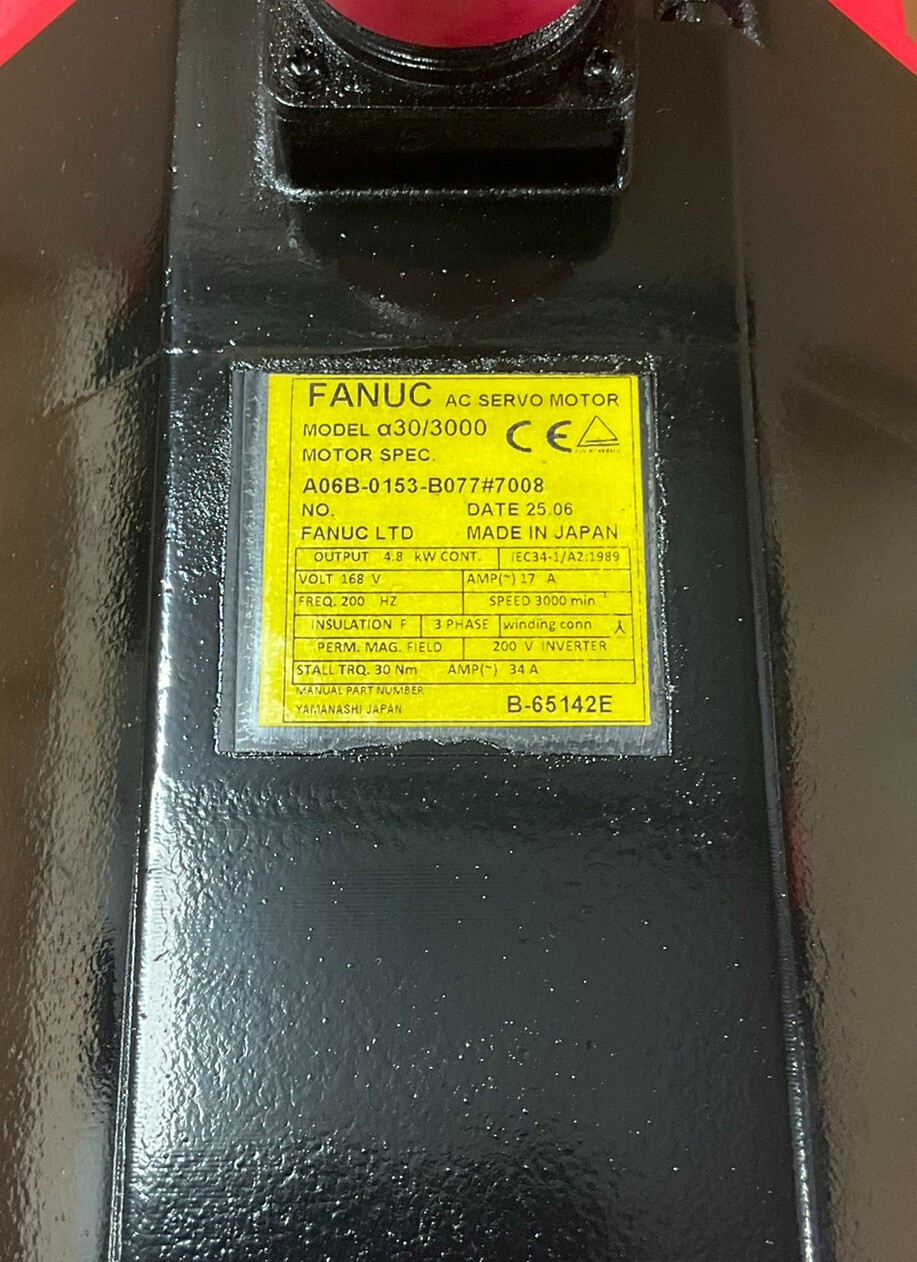 FANUC AC SERVO MOTOR
MODEL α30/3000 CE
MOTOR SPEC.
A06B-0153-B077#7008
NO. DATE 25.06
FANUC LTD MADE IN JAPAN
OUTPUT 4.8 kW CONT. IEC34-1/A2:1989
VOLT 168 V AMP(~) 17 A
FREQ. 200 HZ SPEED 3000 min⁻¹
INSULATION F 3 PHASE winding conn
PERM. MAG. FIELD 200 V INVERTER
STALL TRQ. 30 Nm AMP(~) 34 A
MANUAL PART NUMBER
YAMANASHI JAPAN B-65142E